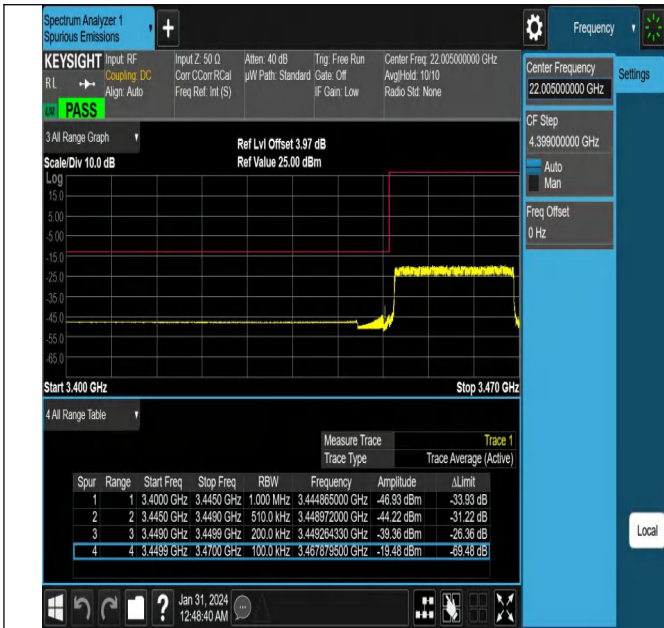 Spectrum Analyzer 1
Spurious Emissions
Frequency
KEYSIGHT
RL
Input: RF
Coupling: DC
Align: Auto
Input Z: 50 Ω
Corr CCorr RCal
Freq Ref: Int (S)
Atten: 40 dB
µW Path: Standard
Trig: Free Run
Gate: Off
IF Gain: Low
Center Freq: 22.005000000 GHz
Avg|Hold: 10/10
Radio Std: None
PASS
Center Frequency
22.005000000 GHz
Settings
CF Step
4.399000000 GHz
Auto
Man
Freq Offset
0 Hz
3 All Range Graph
Scale/Div 10.0 dB
Ref Lvl Offset 3.97 dB
Ref Value 25.00 dBm
Log
15.0
5.00
-5.00
-15.0
-25.0
-35.0
-45.0
-55.0
-65.0
Start 3.400 GHz
Stop 3.470 GHz
4 All Range Table
Measure Trace Trace 1
Trace Type Trace Average (Active)
Spur Range Start Freq Stop Freq RBW Frequency Amplitude ΔLimit
1 1 3.4000 GHz 3.4450 GHz 1.000 MHz 3.444865000 GHz -46.93 dBm -33.93 dB
2 2 3.4450 GHz 3.4490 GHz 510.0 kHz 3.448972000 GHz -44.22 dBm -31.22 dB
3 3 3.4490 GHz 3.4499 GHz 200.0 kHz 3.449264330 GHz -39.36 dBm -26.36 dB
4 4 3.4499 GHz 3.4700 GHz 100.0 kHz 3.467879500 GHz -19.48 dBm -69.48 dB
Local
Jan 31, 2024
12:48:40 AM